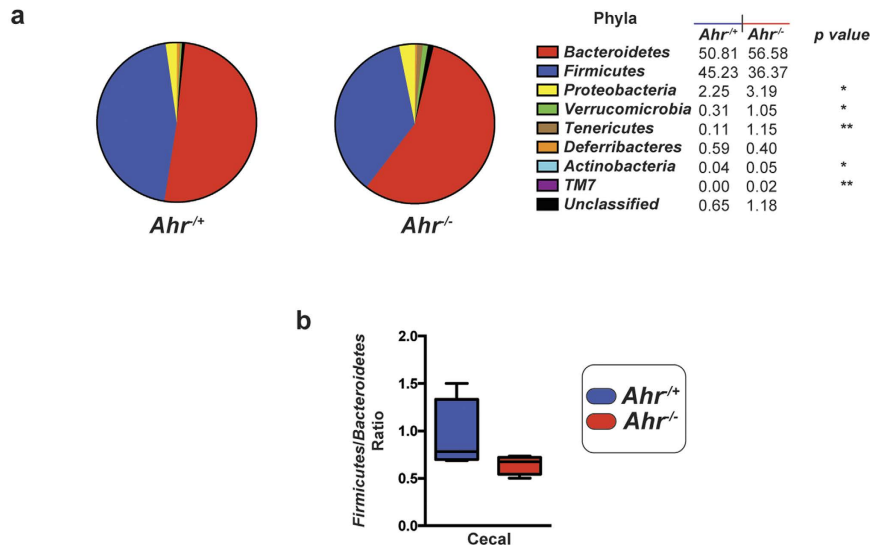 a
Phyla Ahr-/+ Ahr-/- p value
Bacteroidetes 50.81 56.58
Firmicutes 45.23 36.37
Proteobacteria 2.25 3.19 *
Verrucomicrobia 0.31 1.05 *
Tenericutes 0.11 1.15 **
Deferribacteres 0.59 0.40
Actinobacteria 0.04 0.05 *
TM7 0.00 0.02 **
Unclassified 0.65 1.18
Ahr-/+
Ahr-/-
b
Firmicutes/Bacteroidetes
Ratio
2.0
1.5
1.0
0.5
0.0
Cecal
Ahr-/+
Ahr-/-